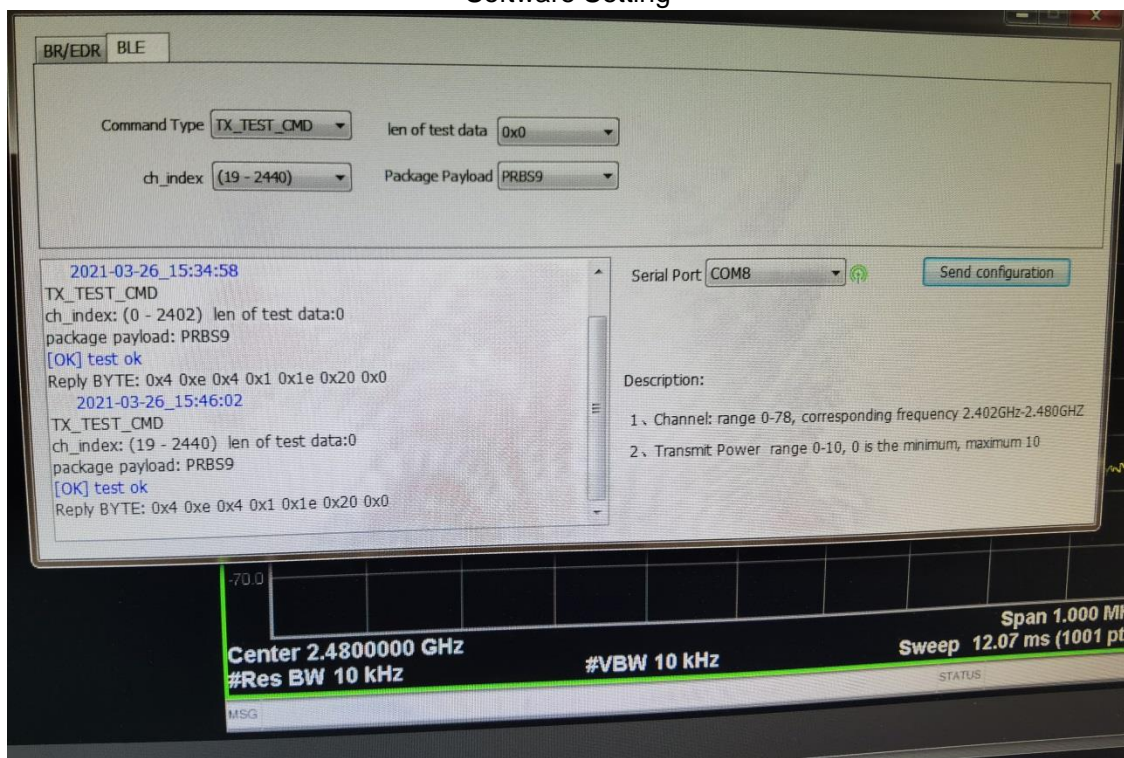 Software Setting
BR/EDR BLE
Command Type TX_TEST_CMD len of test data 0x0
ch_index (19 - 2440) Package Payload PRBS9
2021-03-26_15:34:58
TX_TEST_CMD
ch_index: (0 - 2402) len of test data:0
package payload: PRBS9
[OK] test ok
Reply BYTE: 0x4 0xe 0x4 0x1 0x1e 0x20 0x0
2021-03-26_15:46:02
TX_TEST_CMD
ch_index: (19 - 2440) len of test data:0
package payload: PRBS9
[OK] test ok
Reply BYTE: 0x4 0xe 0x4 0x1 0x1e 0x20 0x0
Serial Port COM8 Send configuration
Description:
1、Channel: range 0-78, corresponding frequency 2.402GHz-2.480GHZ
2、Transmit Power range 0-10, 0 is the minimum, maximum 10
-70.0
Center 2.4800000 GHz Span 1.000 M
#Res BW 10 kHz #VBW 10 kHz Sweep 12.07 ms (1001 pt
MSG STATUS